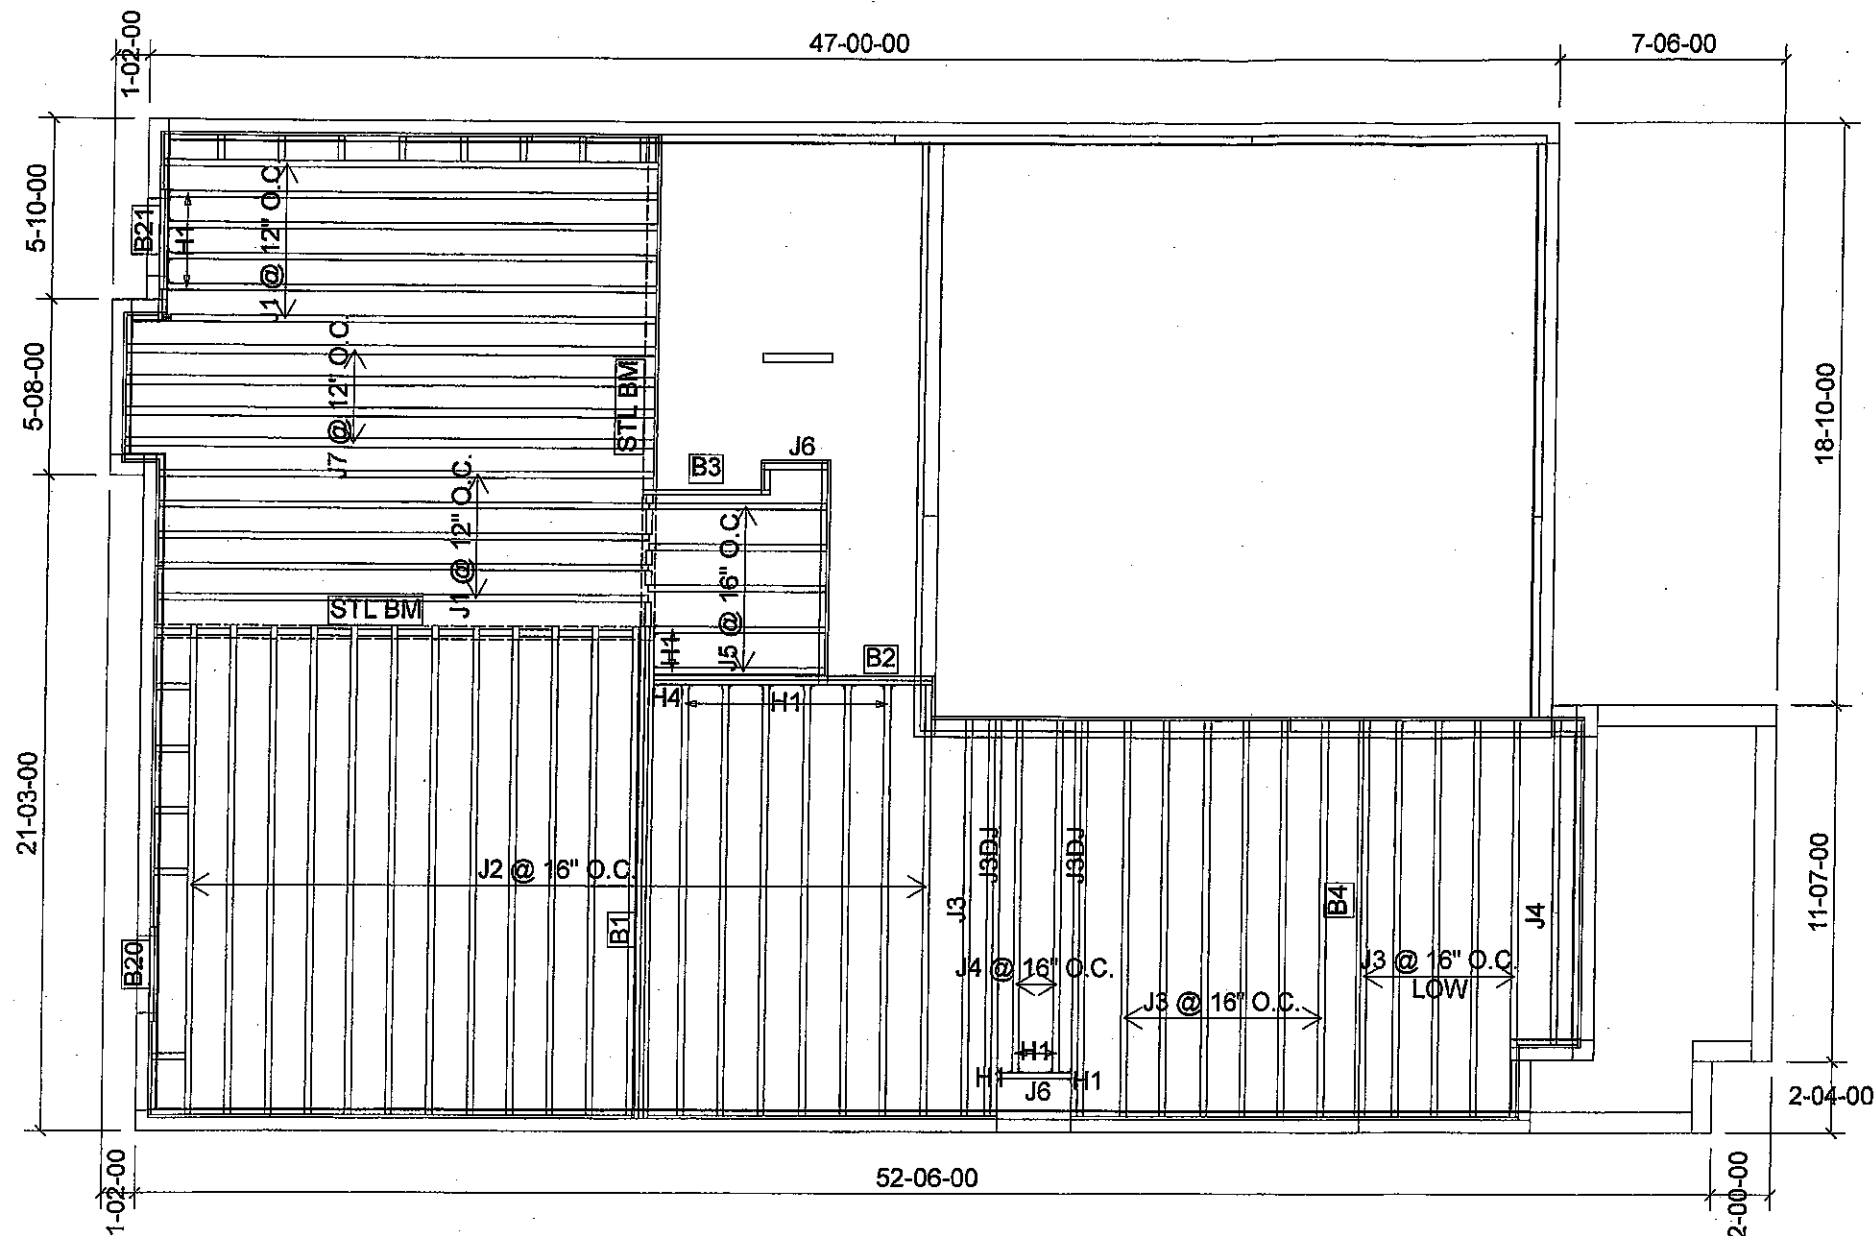 1-02-00
47-00-00
7-06-00
5-10-00
B21
H1
J1 @ 12" O.C.
5-08-00
J7 @ 12" O.C.
STL BM
18-10-00
B3
J6
J1 @ 12" O.C.
J5 @ 16" O.C.
STL BM
H1
B2
H4
H1
21-03-00
J2 @ 16" O.C.
B1
J3
J3DJ
J3DJ
B4
J4
11-07-00
B20
J4 @ 16" O.C.
J3 @ 16" O.C.
LOW
J3 @ 16" O.C.
H1
H1
J6
2-04-00
1-02-00
52-06-00
2-00-00